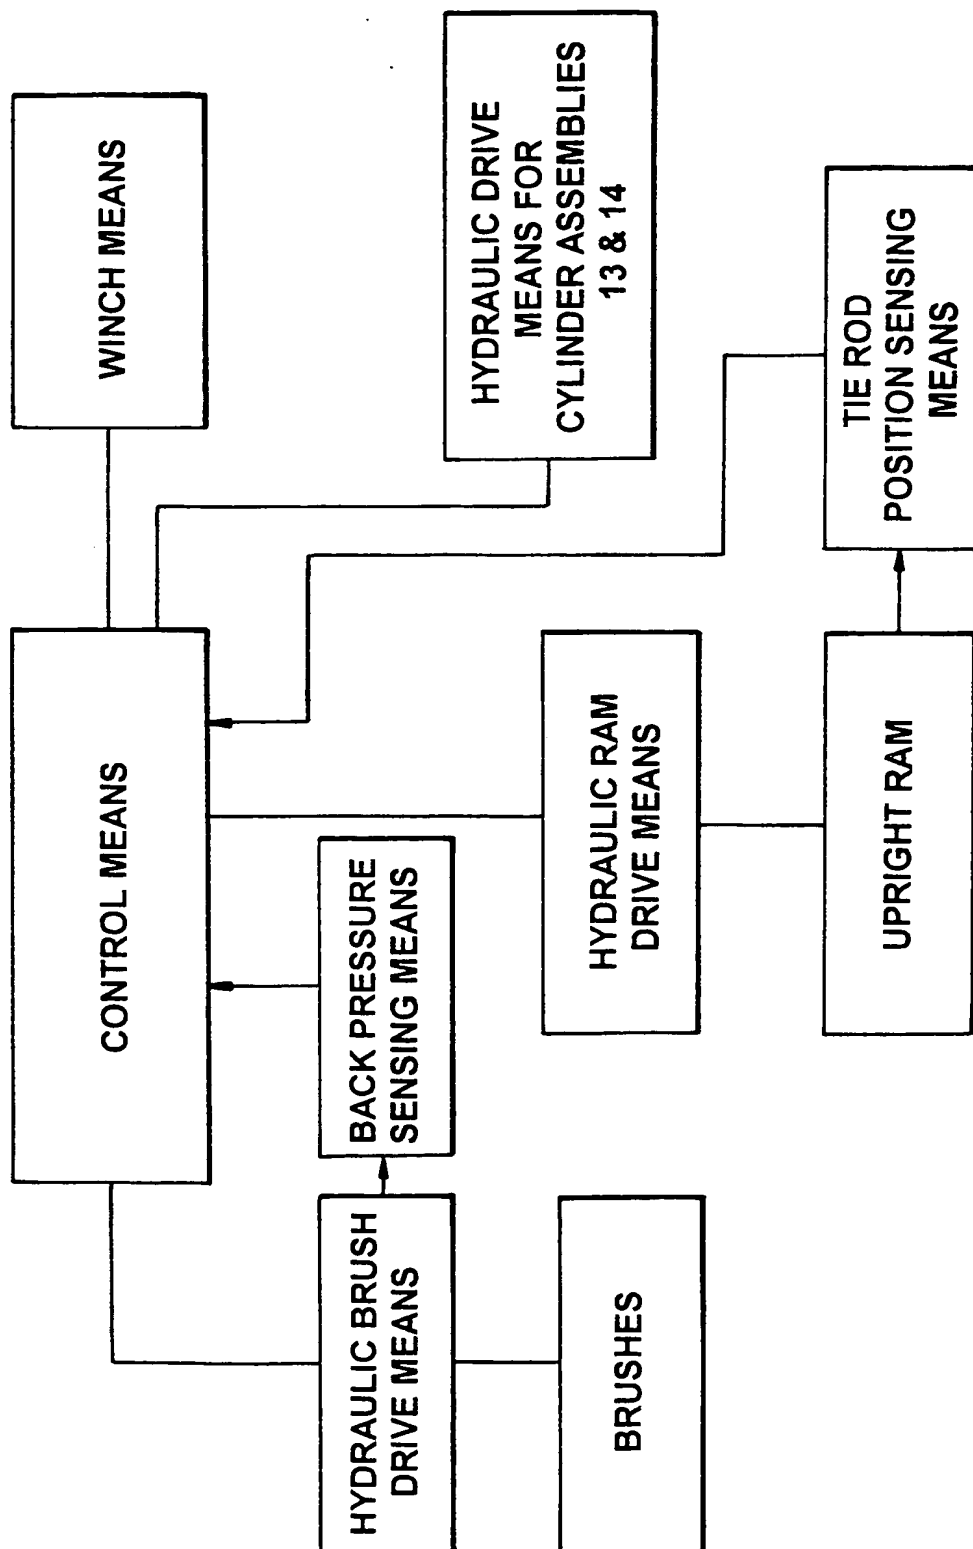 CONTROL MEANS
WINCH MEANS
HYDRAULIC BRUSH
DRIVE MEANS
BACK PRESSURE
SENSING MEANS
HYDRAULIC DRIVE
MEANS FOR
CYLINDER ASSEMBLIES
13 & 14
BRUSHES
HYDRAULIC RAM
DRIVE MEANS
UPRIGHT RAM
TIE ROD
POSITION SENSING
MEANS